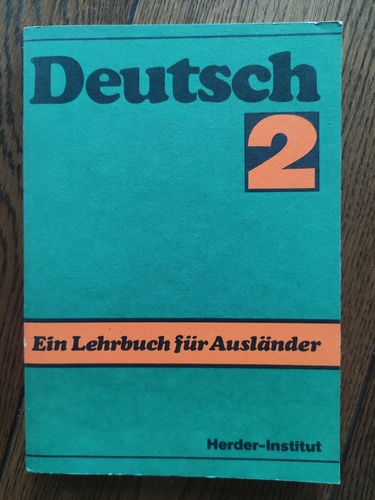 Deutsch
2
Ein Lehrbuch für Ausländer
Herder-Institut